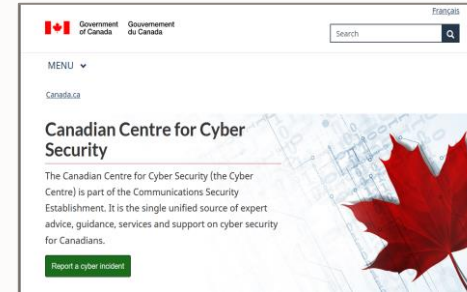 Français
Government of Canada
Gouvernement du Canada
Search
MENU
Canada.ca
Canadian Centre for Cyber
Security
The Canadian Centre for Cyber Security (the Cyber
Centre) is part of the Communications Security
Establishment. It is the single unified source of expert
advice, guidance, services and support on cyber security
for Canadians.
Report a cyber incident